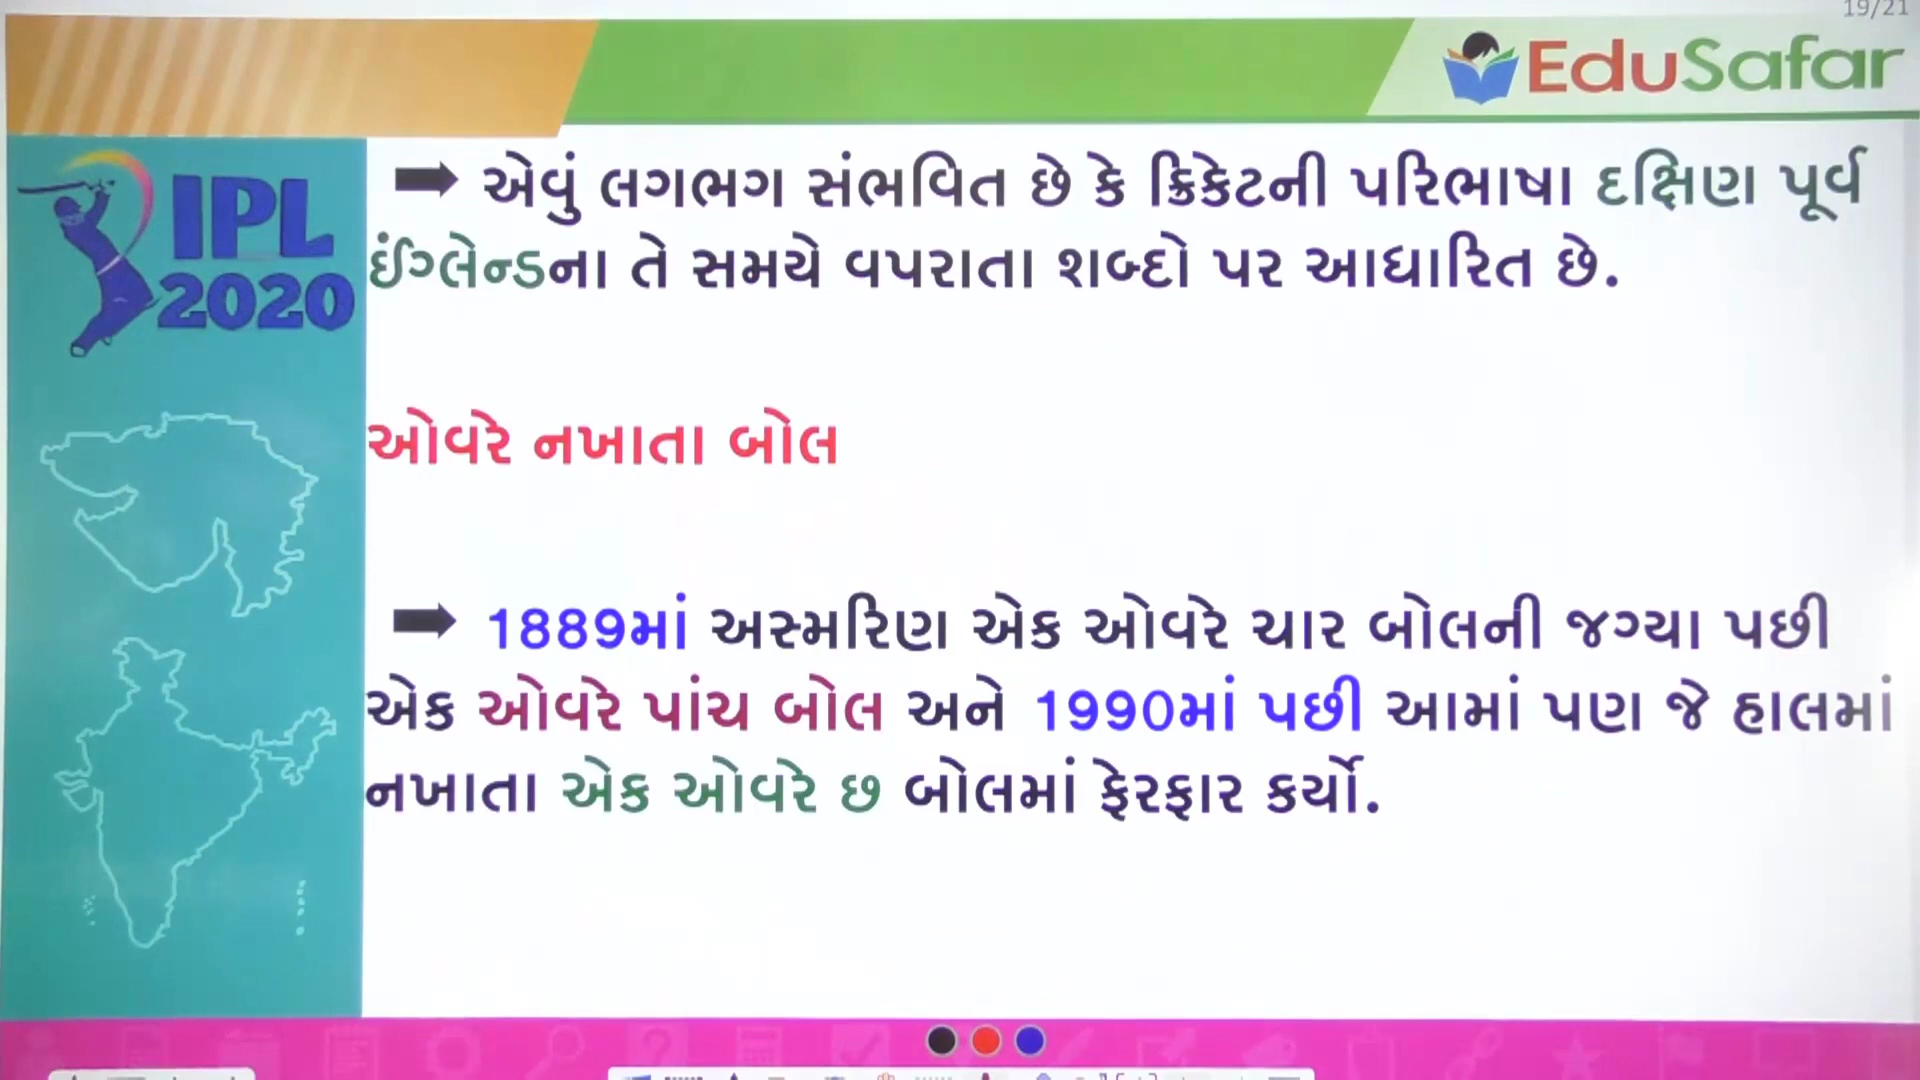 19/21
EduSafar
IPL
2020
➡ એવું લગભગ સંભવિત છે કે ક્રિકેટની પરિભાષા દક્ષિણ પૂર્વ
ઈંગ્લેન્ડના તે સમયે વપરાતા શબ્દો પર આધારિત છે.
ઓવરે નખાતા બોલ
➡ 1889માં અસ્મરિણ એક ઓવરે ચાર બોલની જગ્યા પછી
એક ઓવરે પાંચ બોલ અને 1990માં પછી આમાં પણ જે હાલમાં
નખાતા એક ઓવરે છ બોલમાં ફેરફાર કર્યો.